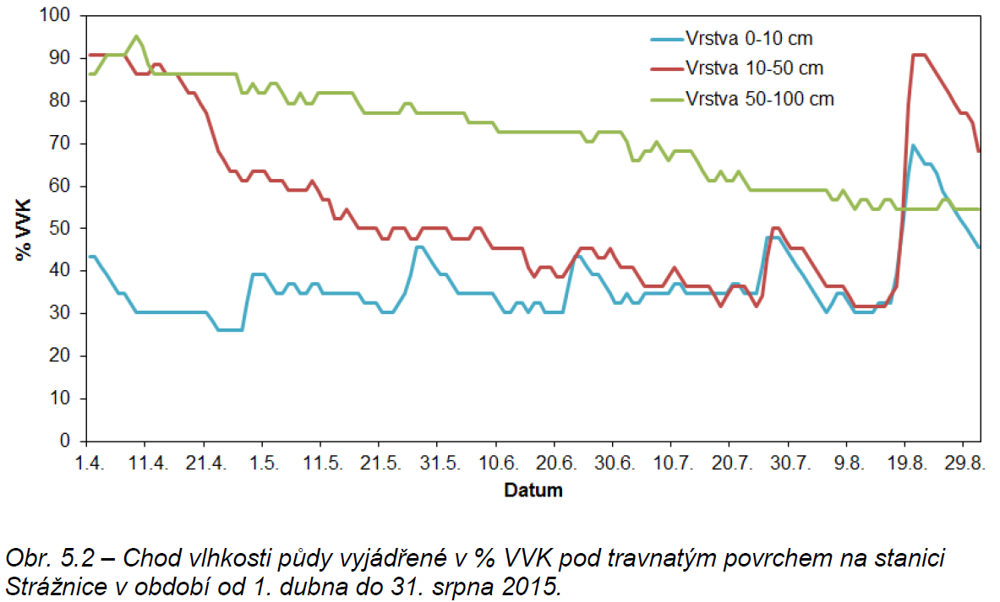 100
90
80
70
60
50
40
30
20
10
0
% VVK
Vrstva 0-10 cm
Vrstva 10-50 cm
Vrstva 50-100 cm
1.4. 11.4. 21.4. 1.5. 11.5. 21.5. 31.5. 10.6. 20.6. 30.6. 10.7. 20.7. 30.7. 9.8. 19.8. 29.8.
Datum
Obr. 5.2 – Chod vlhkosti půdy vyjádřené v % VVK pod travnatým povrchem na stanici
Strážnice v období od 1. dubna do 31. srpna 2015.